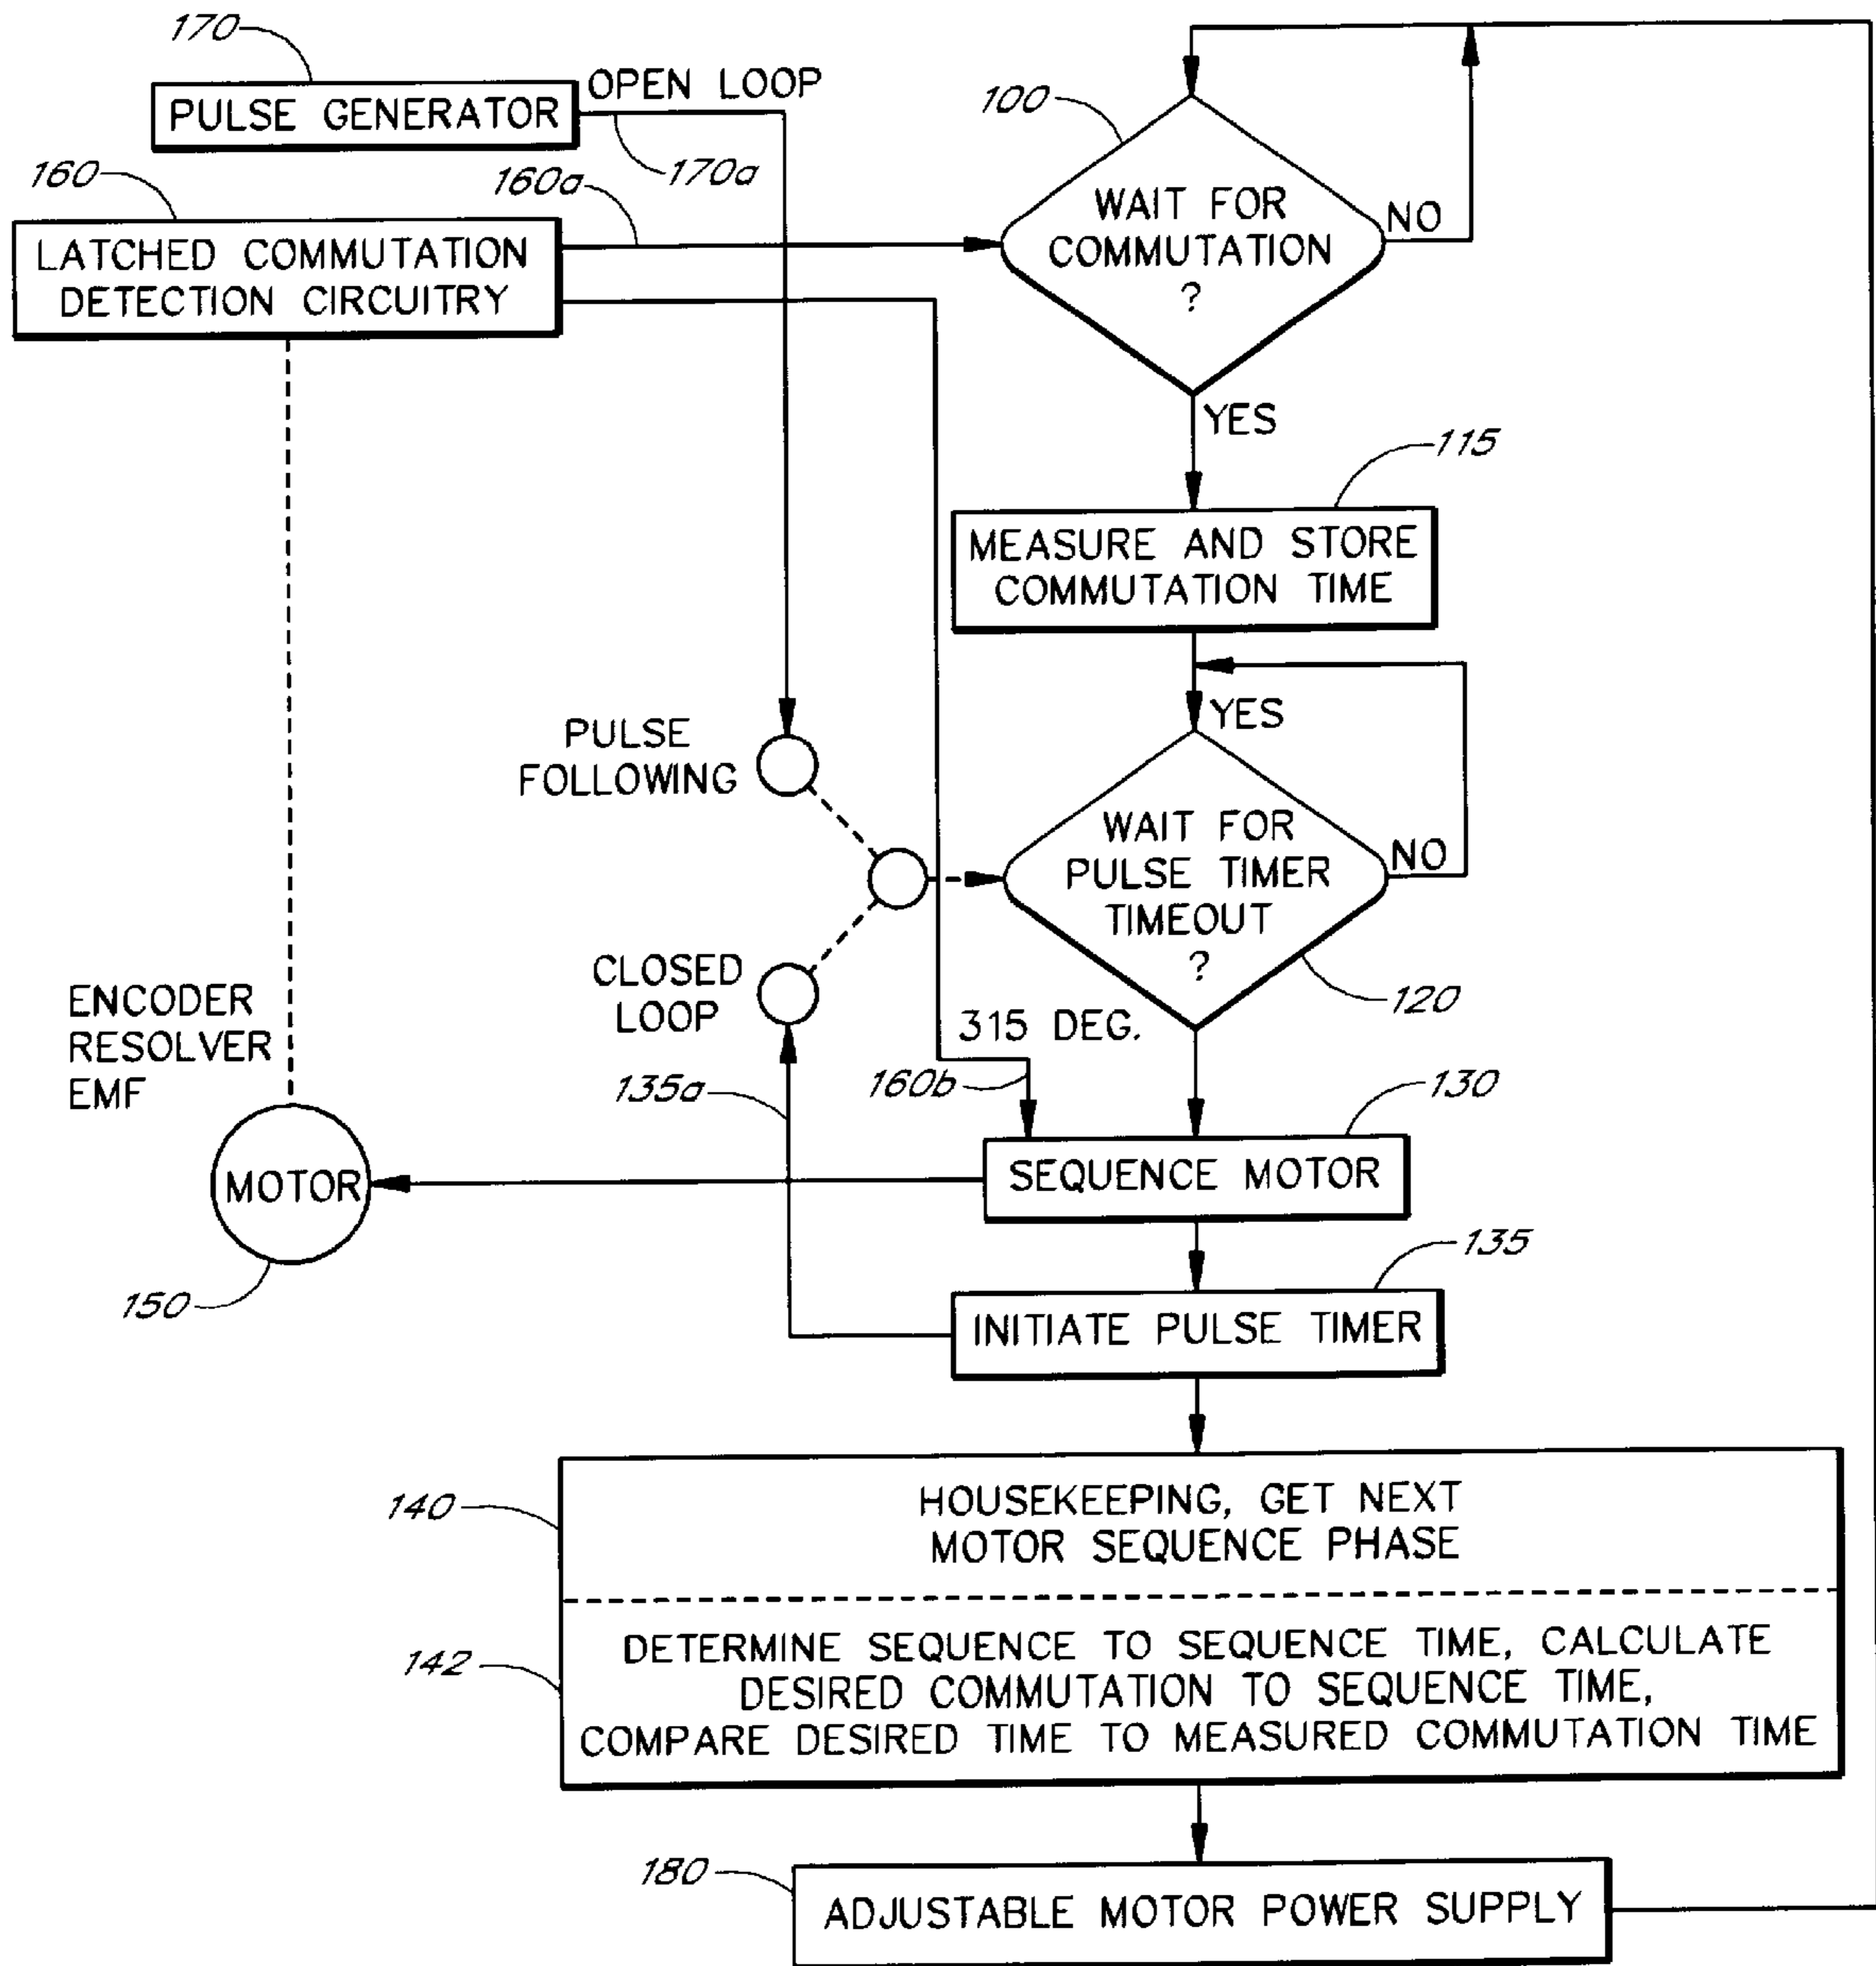 170
PULSE GENERATOR
OPEN LOOP
170a
160
160a
LATCHED COMMUTATION
DETECTION CIRCUITRY
100
WAIT FOR
COMMUTATION
?
NO
YES
115
MEASURE AND STORE
COMMUTATION TIME
YES
PULSE
FOLLOWING
WAIT FOR
PULSE TIMER
TIMEOUT
?
NO
120
CLOSED
LOOP
315 DEG.
ENCODER
RESOLVER
EMF
135a
160b
130
SEQUENCE MOTOR
MOTOR
150
135
INITIATE PULSE TIMER
140
HOUSEKEEPING, GET NEXT
MOTOR SEQUENCE PHASE
142
DETERMINE SEQUENCE TO SEQUENCE TIME, CALCULATE
DESIRED COMMUTATION TO SEQUENCE TIME,
COMPARE DESIRED TIME TO MEASURED COMMUTATION TIME
180
ADJUSTABLE MOTOR POWER SUPPLY